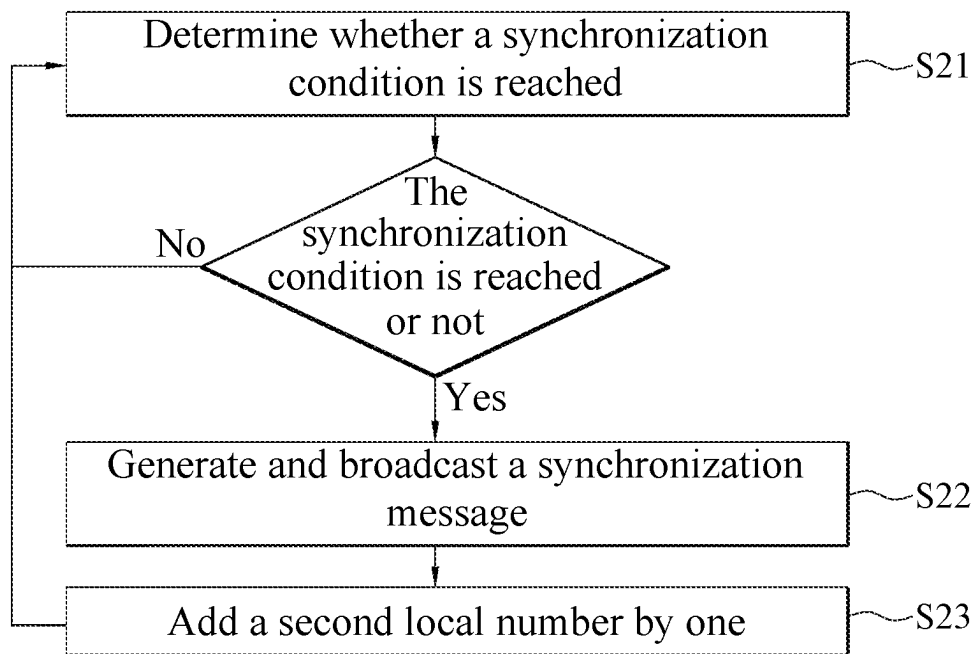 Determine whether a synchronization
condition is reached
S21
The
synchronization
condition is reached
or not
No
Yes
Generate and broadcast a synchronization
message
S22
Add a second local number by one
S23